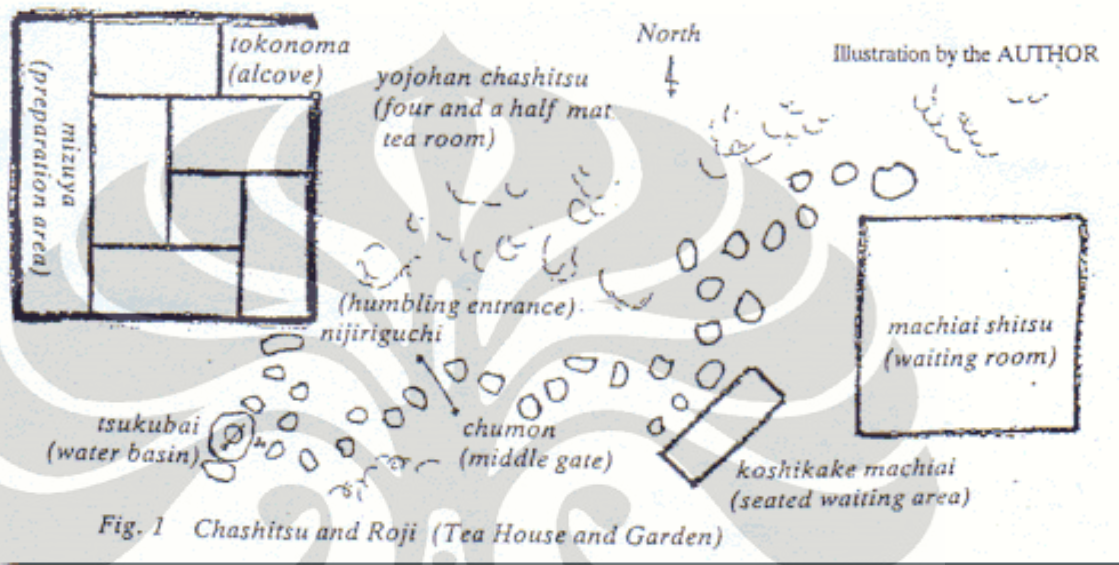 tokonoma
(alcove)
mizuya
(preparation area)
yojohan chashitsu
(four and a half mat
tea room)
North
Illustration by the AUTHOR
(humbling entrance)
nijiriguchi
machiai shitsu
(waiting room)
tsukubai
(water basin)
chumon
(middle gate)
koshikake machiai
(seated waiting area)
Fig. 1 Chashitsu and Roji (Tea House and Garden)